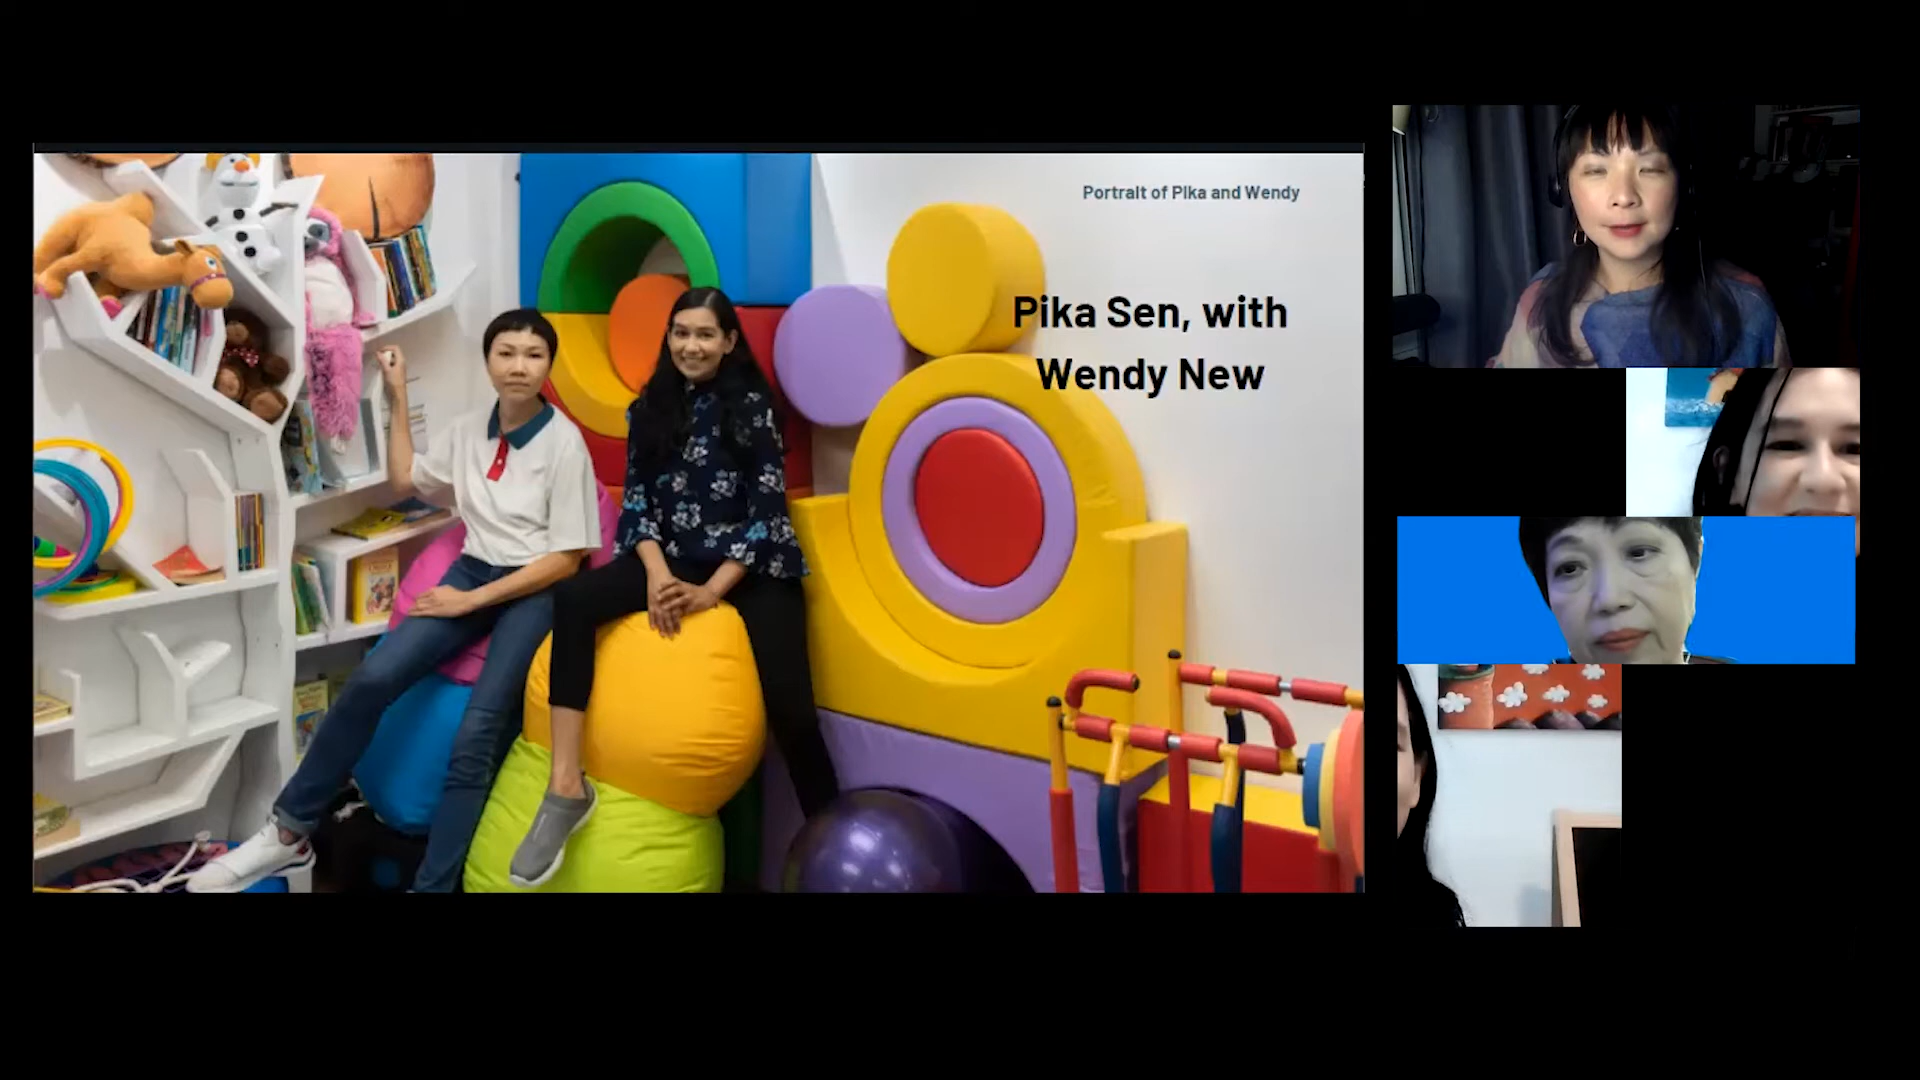 Portrait of Pika and Wendy
Pika Sen, with
Wendy New